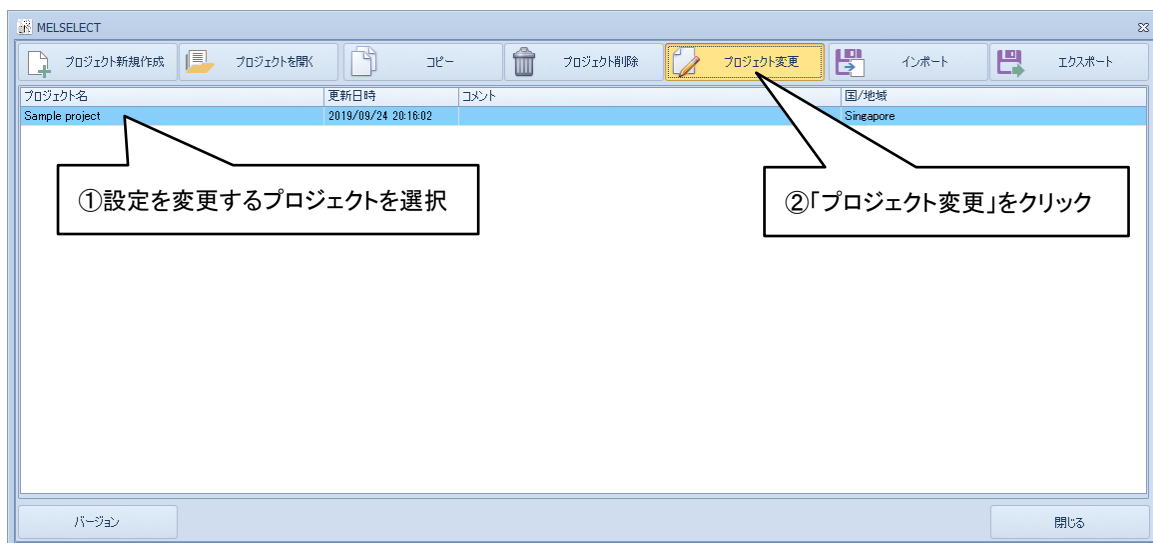 MELSELECT
プロジェクト新規作成 プロジェクトを開く コピー プロジェクト削除 プロジェクト変更 インポート エクスポート
プロジェクト名 更新日時 コメント 国/地域
Sample project 2019/09/24 20:16:02 Singapore
①設定を変更するプロジェクトを選択
②「プロジェクト変更」をクリック
バージョン 閉じる